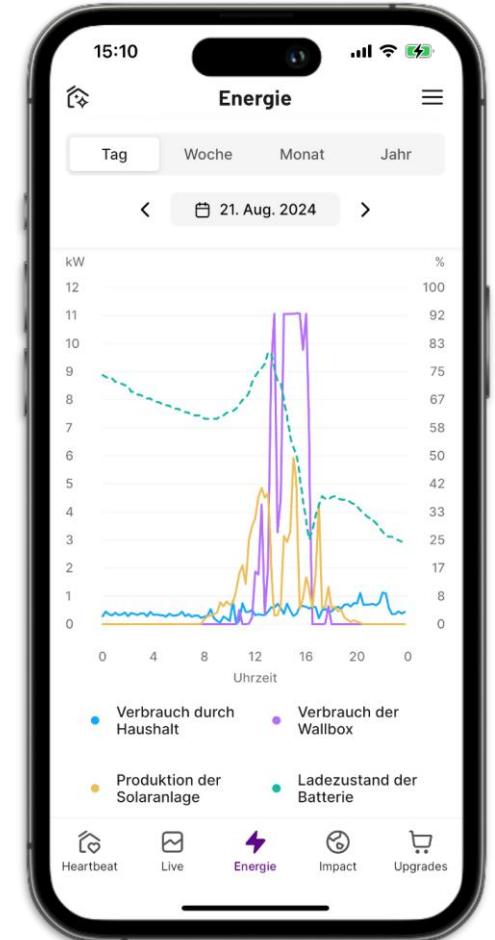 15:10
Energie
Tag Woche Monat Jahr
21. Aug. 2024
kW %
12 100
11 92
10 83
9 75
8 67
7 58
6 50
5 42
4 33
3 25
2 17
1 8
0 0
0 4 8 12 16 20 0
Uhrzeit
Verbrauch durch Haushalt
Verbrauch der Wallbox
Produktion der Solaranlage
Ladezustand der Batterie
Heartbeat Live Energie Impact Upgrades